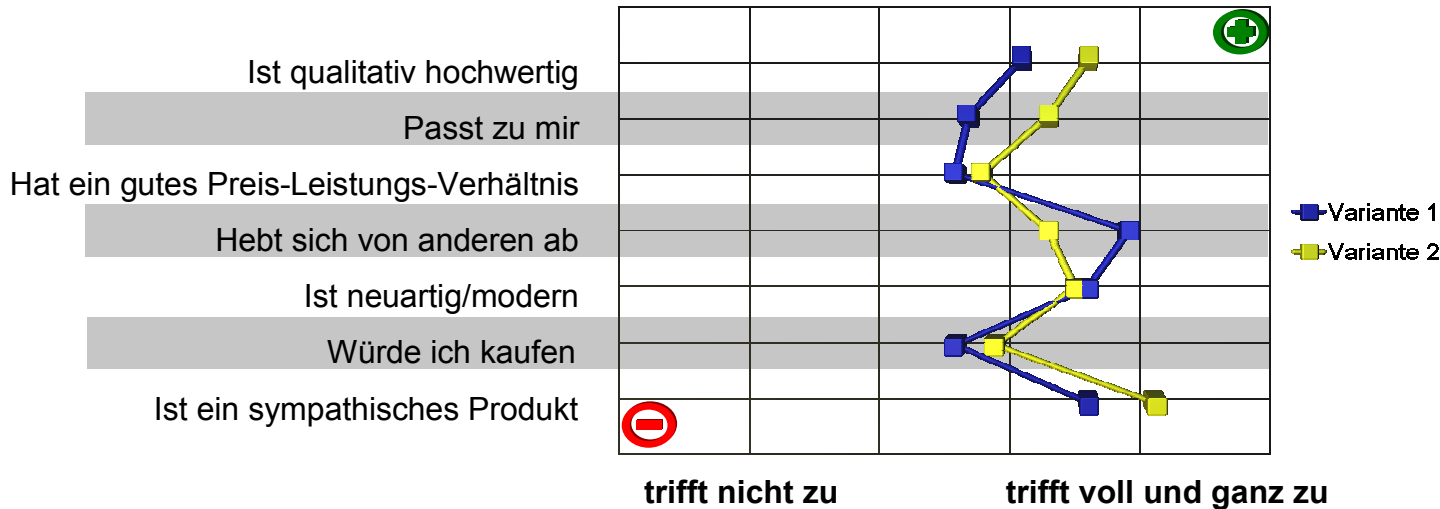 Ist qualitativ hochwertig
Passt zu mir
Hat ein gutes Preis-Leistungs-Verhältnis
Hebt sich von anderen ab
Ist neuartig/modern
Würde ich kaufen
Ist ein sympathisches Produkt
Variante 1
Variante 2
trifft nicht zu
trifft voll und ganz zu